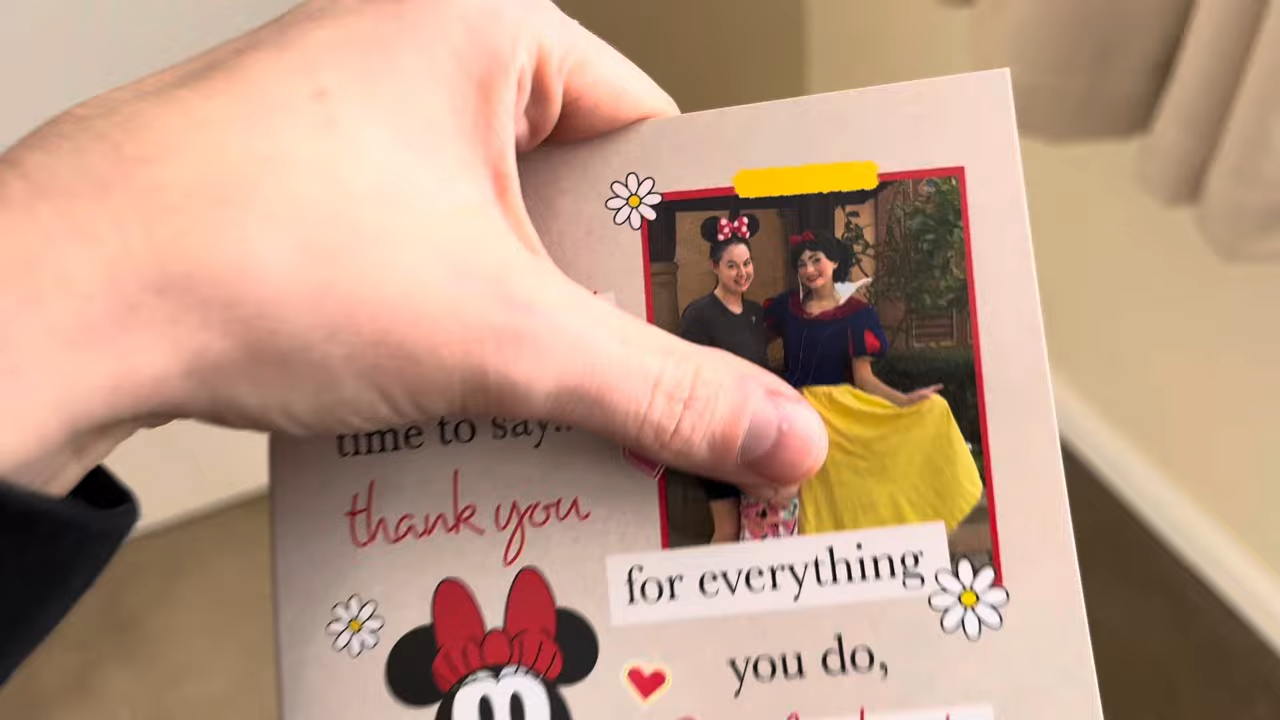 time to say..
thank you
for everything
you do,